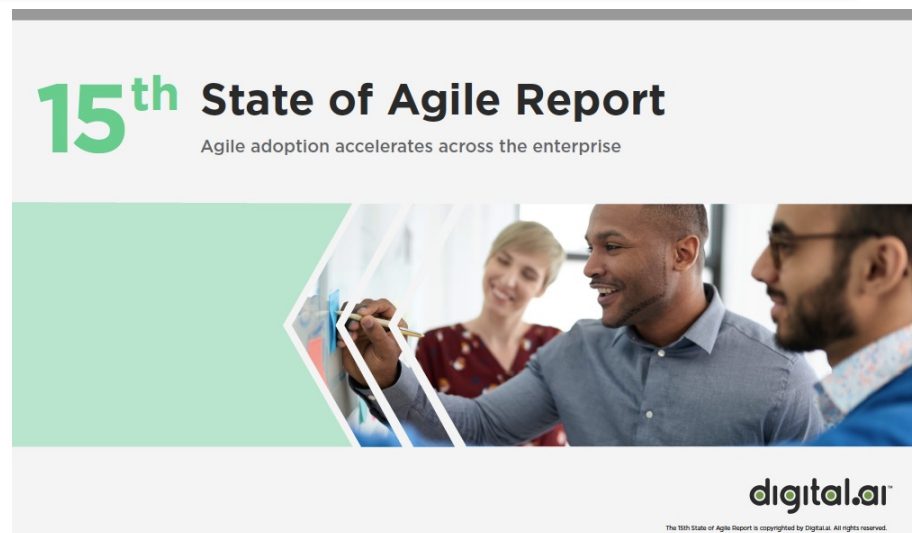 15th State of Agile Report
Agile adoption accelerates across the enterprise
digital.ai™
The 15th State of Agile Report is copyrighted by Digital.ai. All rights reserved.